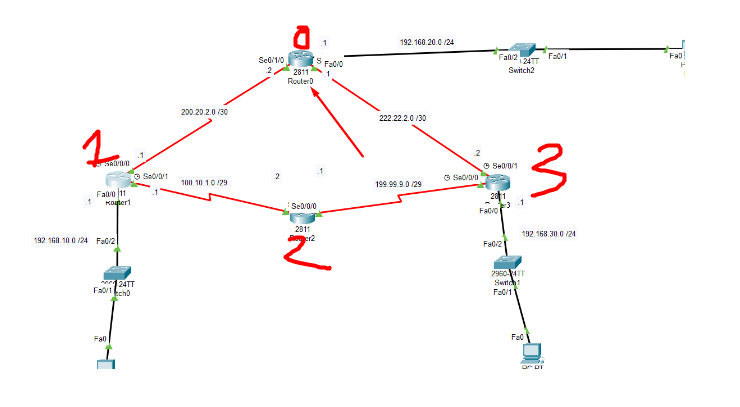 0
.1
192.168.20.0 /24
Se0/1/0
S
Fa0/0
Fa0/2
-24TT
Fa0/1
Fa0
Switch2
.2
2811
.1
Router0
200.20.2.0 /30
222.22.2.0 /30
1
.1
.2
3
Se0/0/0
Se0/0/1
Se0/0/1
.2
.1
Se0/0/0
100.10.1.0 /29
199.99.9.0 /29
Fa0/0
11
.1
Router1
.1
2811
3
Fa0/0
.1
Se0/0/0
2811
Router2
2
192.168.10.0 /24
Fa0/2
192.168.30.0 /24
Fa0/2
-24TT
tch0
Fa0/1
2960-24TT
Switch1
Fa0/1
Fa0
Fa0
PC-PT